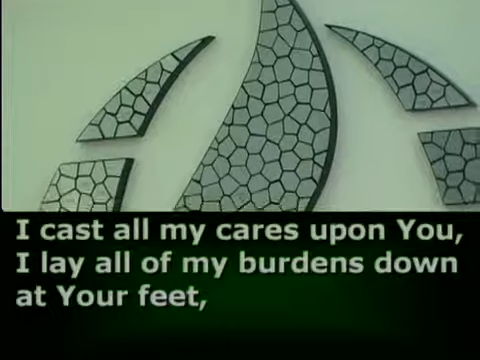 I cast all my cares upon You,
I lay all of my burdens down
at Your feet,